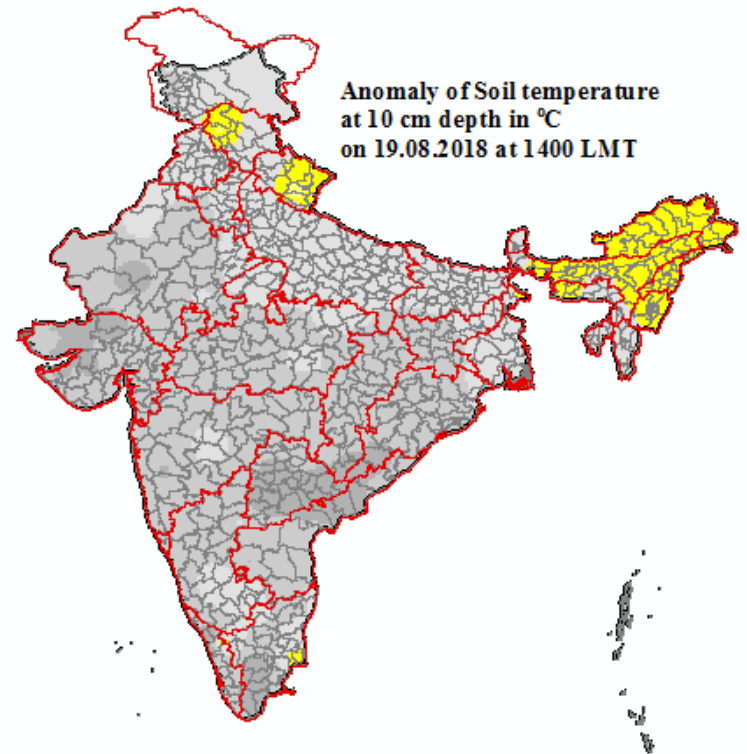 Anomaly of Soil temperature
at 10 cm depth in °C
on 19.08.2018 at 1400 LMT